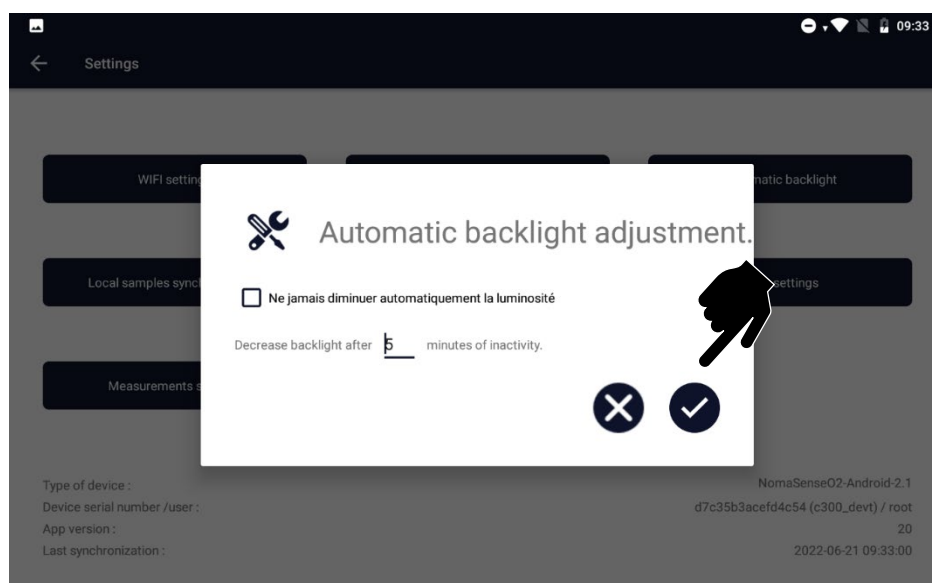 09:33
Settings
WIFI setting
matic backlight
Automatic backlight adjustment.
Local samples sync
settings
Ne jamais diminuer automatiquement la luminosité
Decrease backlight after 5 minutes of inactivity.
Measurements s
Type of device : NomaSenseO2-Android-2.1
Device serial number /user : d7c35b3acefd4c54 (c300_devt) / root
App version : 20
Last synchronization : 2022-06-21 09:33:00